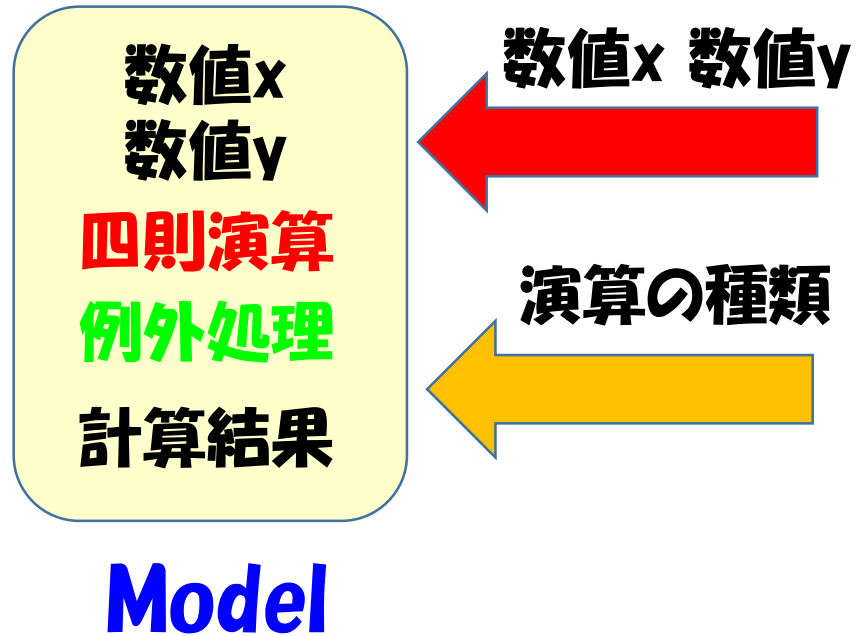 数値x
数値y
四則演算
例外処理
計算結果
Model
数値x 数値y
演算の種類